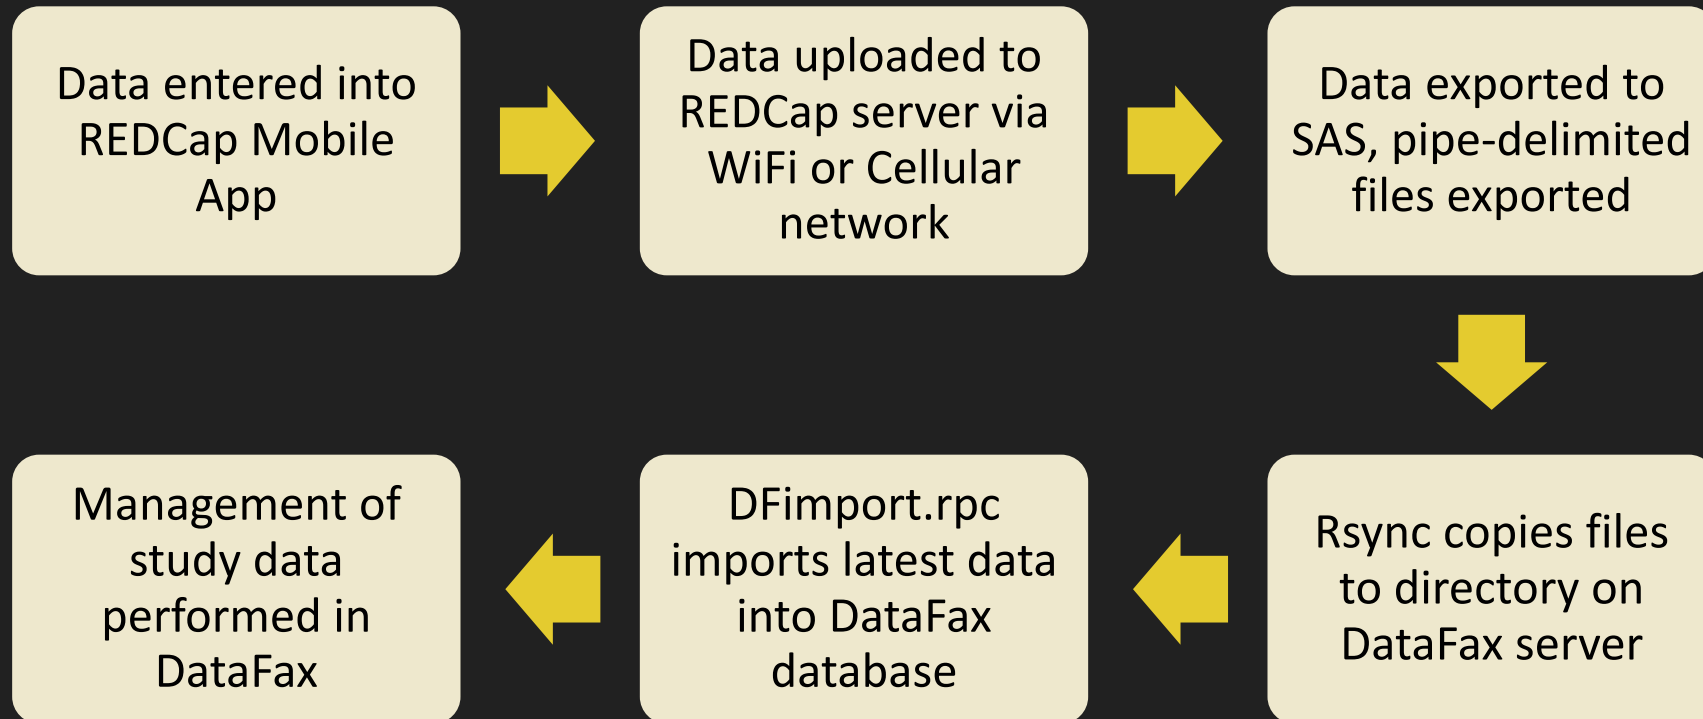 Data entered into
REDCap Mobile
App
Data uploaded to
REDCap server via
WiFi or Cellular
network
Data exported to
SAS, pipe-delimited
files exported
Rsync copies files
to directory on
DataFax server
DFimport.rpc
imports latest data
into DataFax
database
Management of
study data
performed in
DataFax